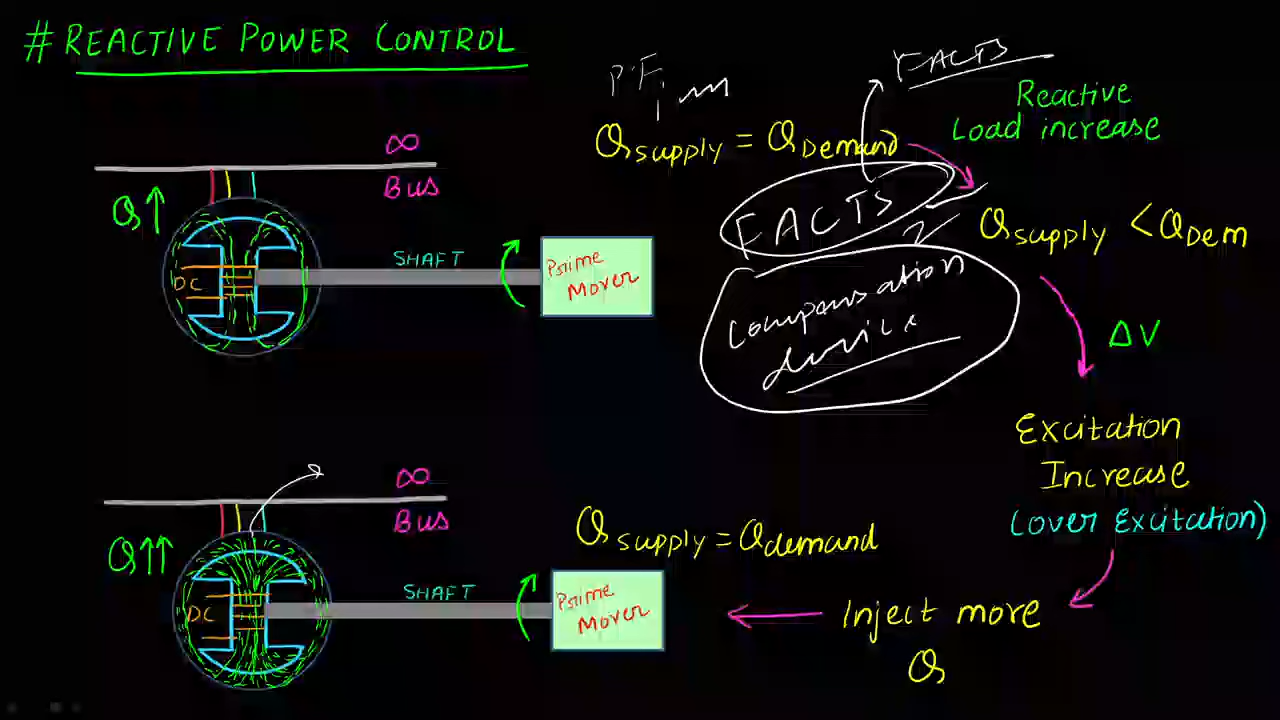 # REACTIVE POWER CONTROL
P.F.
FACTS
Reactive
Load increase
Qsupply = QDemand
∞
Bus
Q↑
FACTS
Qsupply < QDem
SHAFT
Prime
Mover
DC
Compensation
device
ΔV
Excitation
Increase
(over Excitation)
∞
Bus
Q↑↑
Qsupply = Qdemand
SHAFT
Prime
Mover
DC
Inject more
Q